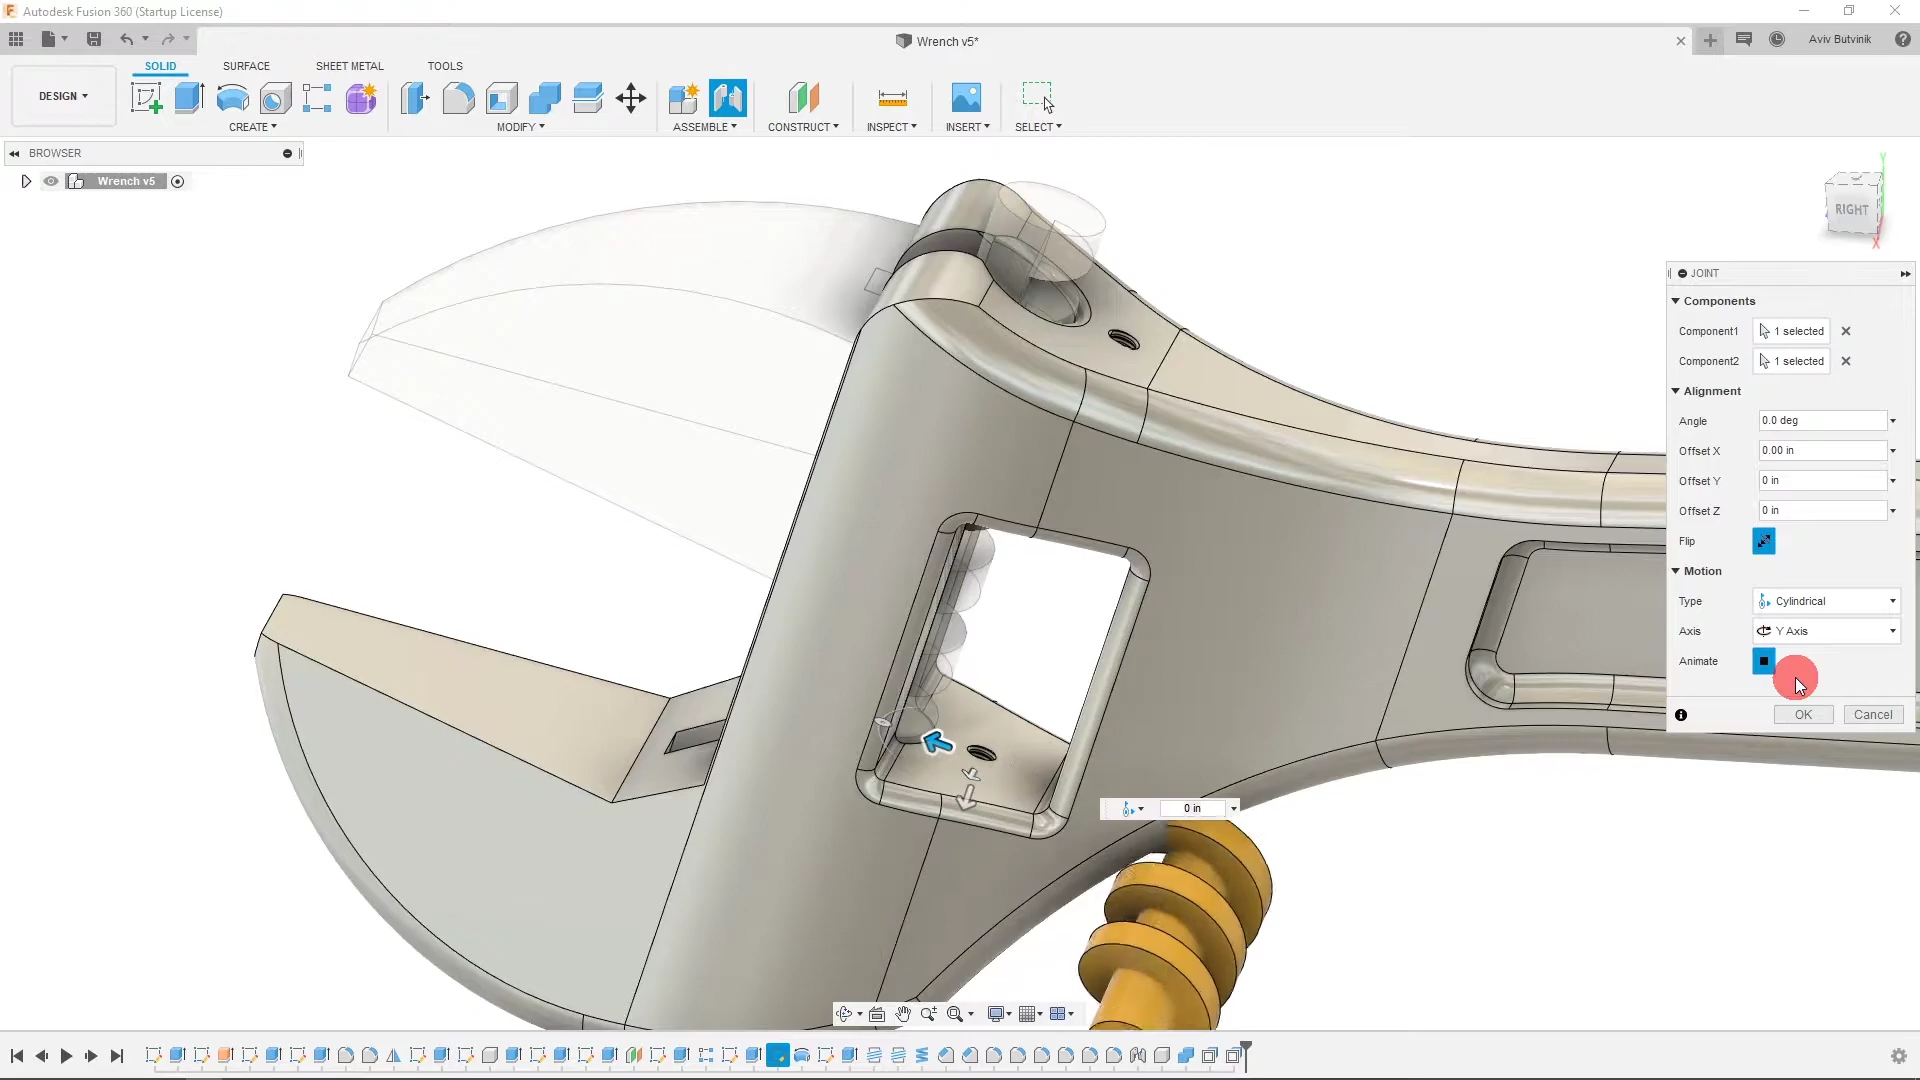 Autodesk Fusion 360 (Startup License)
Wrench v5*
Aviv Butvinik
SOLID SURFACE SHEET METAL TOOLS
DESIGN
CREATE MODIFY ASSEMBLE CONSTRUCT INSPECT INSERT SELECT
BROWSER
Wrench v5
Y
RIGHT
X
JOINT
Components
Component1 1 selected
Component2 1 selected
Alignment
Angle 0.0 deg
Offset X 0.00 in
Offset Y 0 in
Offset Z 0 in
Flip
Motion
Type Cylindrical
Axis Y Axis
Animate
OK Cancel
0 in